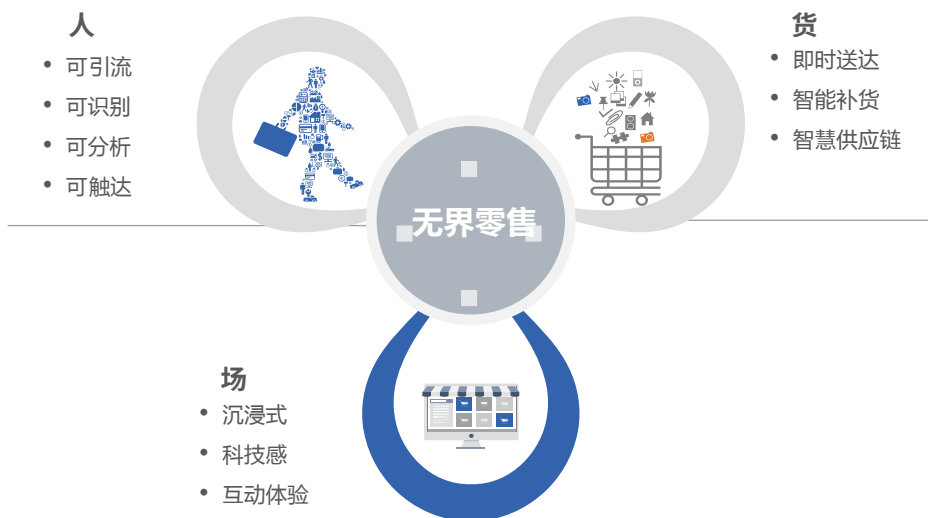 人
• 可引流
• 可识别
• 可分析
• 可触达
货
• 即时送达
• 智能补货
• 智慧供应链
无界零售
场
• 沉浸式
• 科技感
• 互动体验